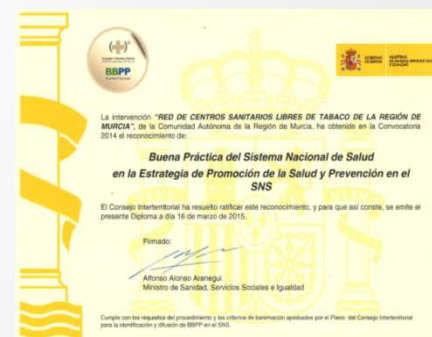 BBPP
GOBIERNO
DE ESPAÑA
La intervención "RED DE CENTROS SANITARIOS LIBRES DE TABACO DE LA REGIÓN DE
MURCIA", de la Comunidad Autónoma de la Región de Murcia, ha obtenido en la Convocatoria
2014 el reconocimiento de:
Buena Práctica del Sistema Nacional de Salud
en la Estrategia de Promoción de la Salud y Prevención en el
SNS
El Consejo Interterritorial ha resuelto ratificar este reconocimiento, y para que así conste, se emite el
presente Diploma a día 16 de marzo de 2015.
Firmado:
Alfonso Alonso Aranegui
Ministro de Sanidad, Servicios Sociales e Igualdad
Cumple con los requisitos del procedimiento y los criterios de baremación aprobados por el Pleno del Consejo Interterritorial
para la identificación y difusión de BBPP en el SNS.